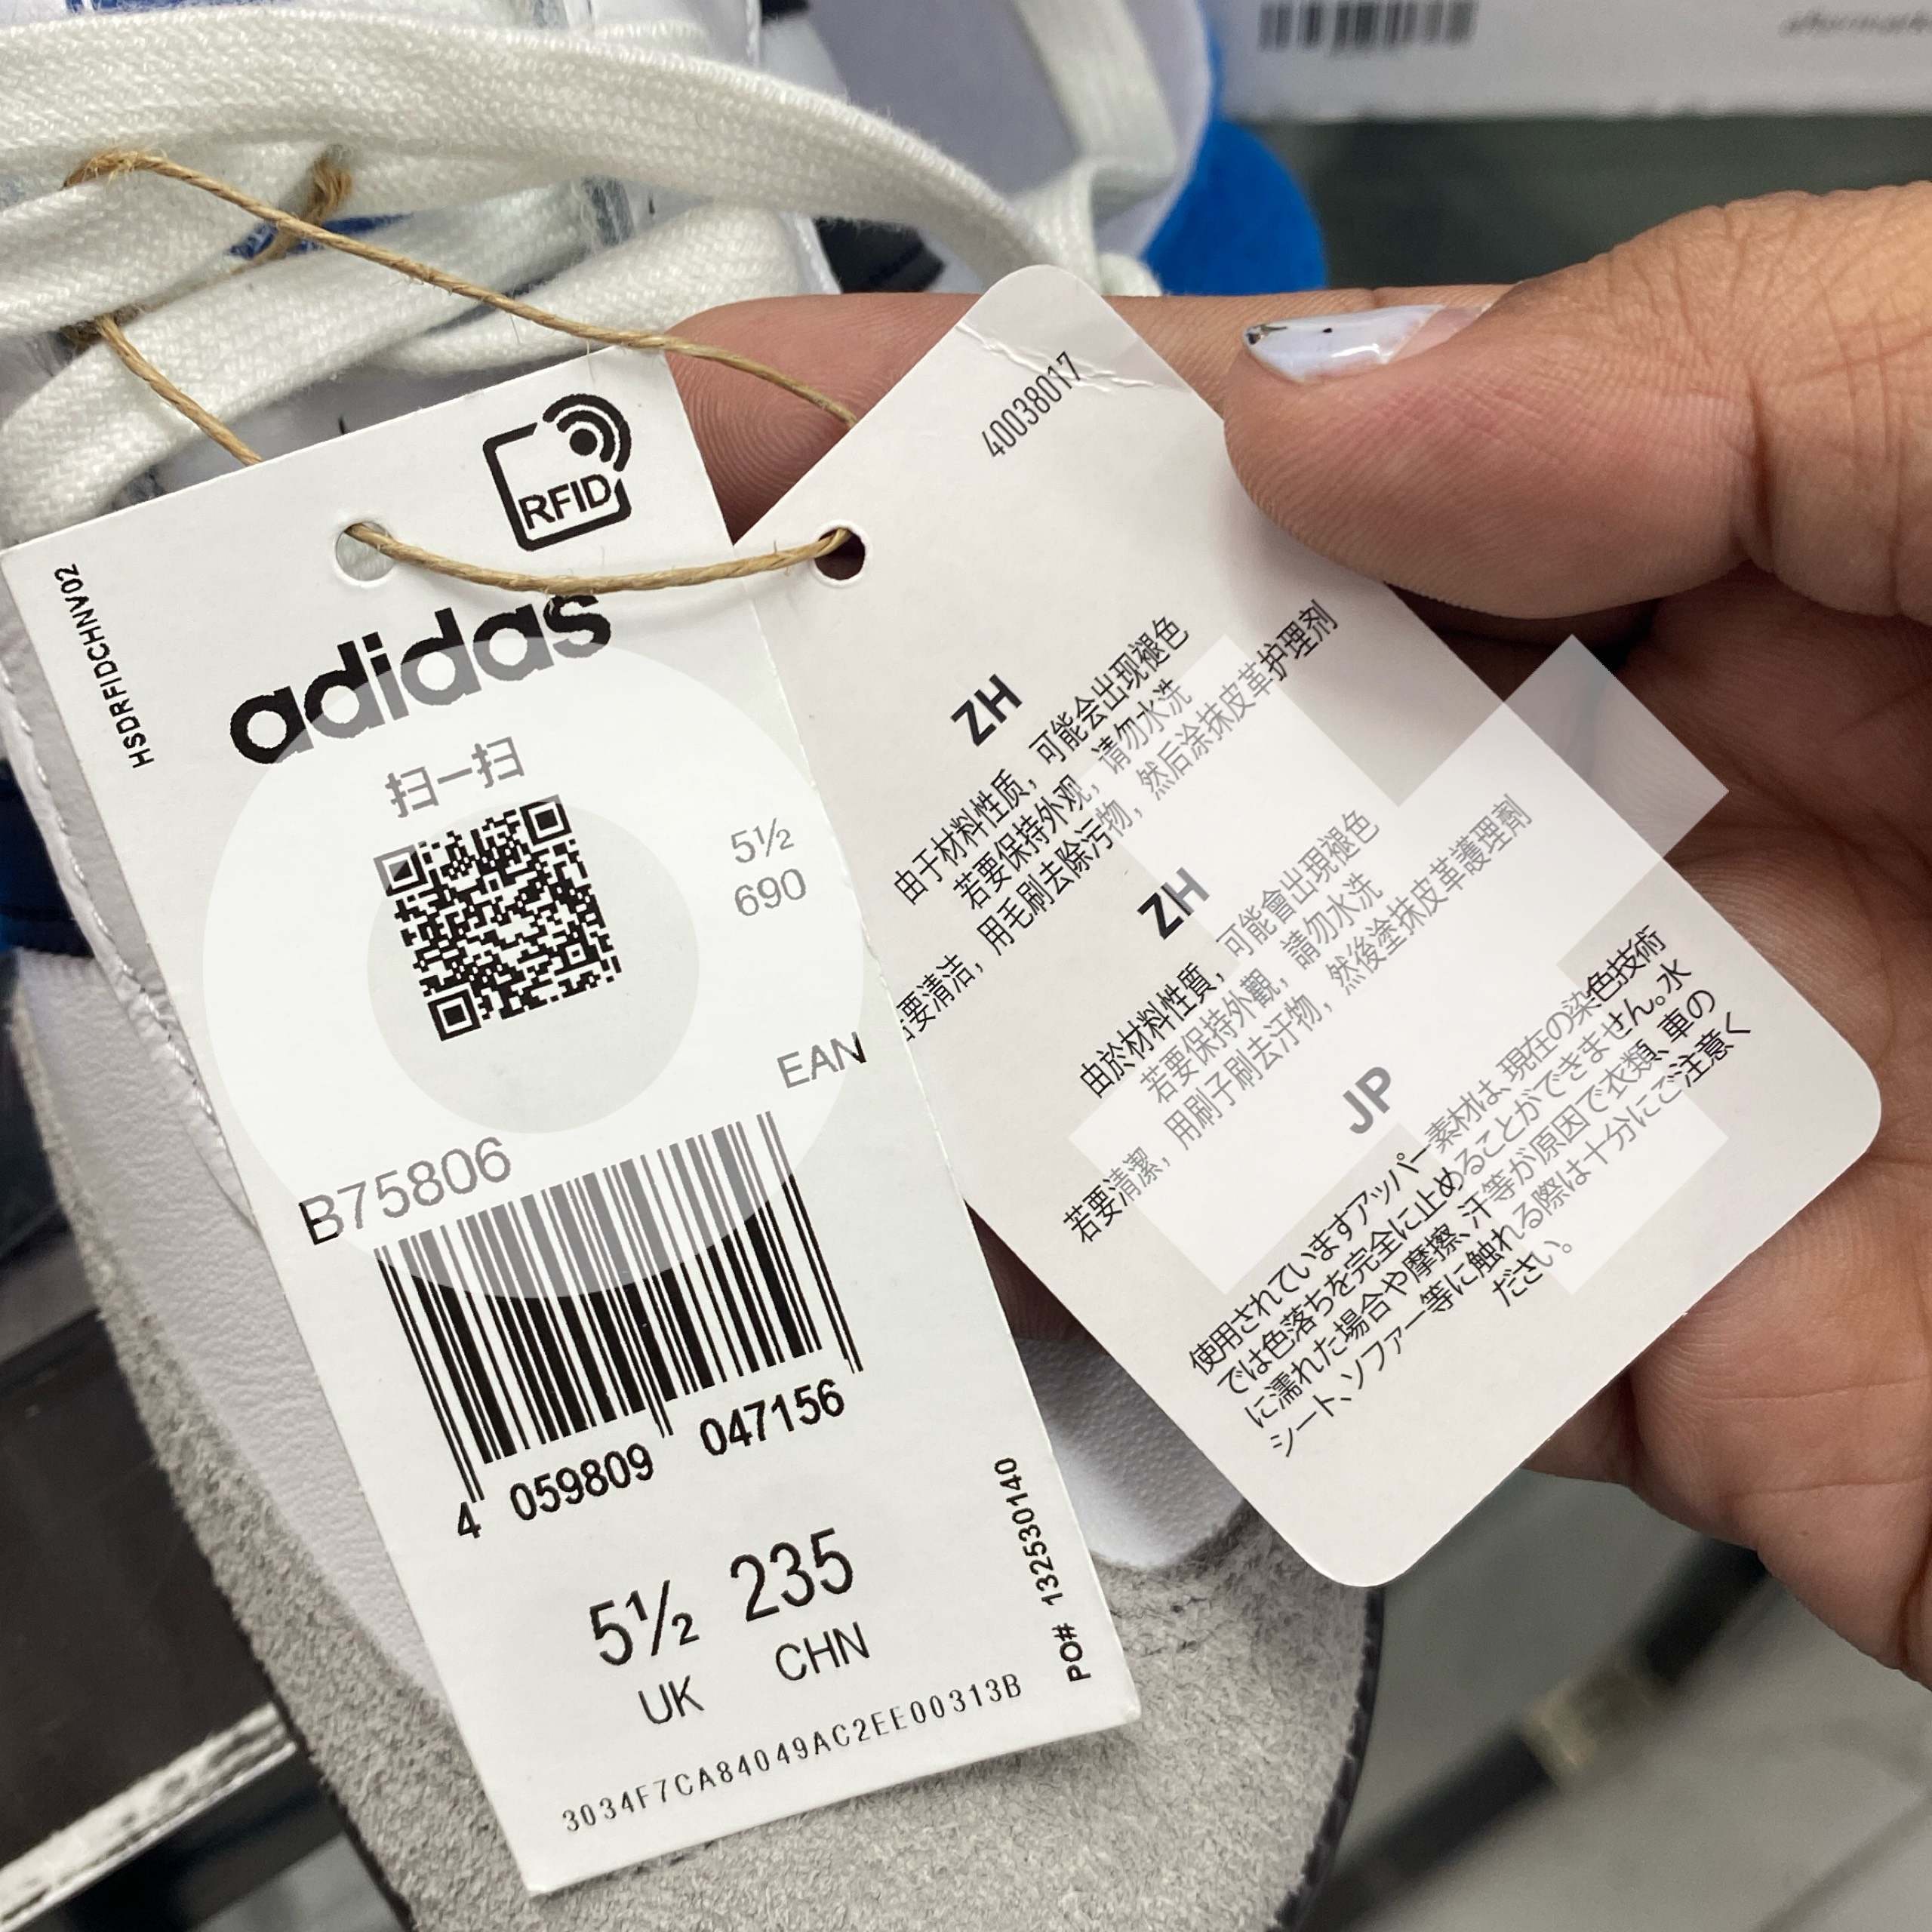 RFID
HSDRFIDCHNV02
adidas
扫一扫
5½
690
EAN
B75806
4 059809 047156
5½ 235
UK CHN
PO# 1325530140
3034F7CA84049AC2EE00313B
40038017
ZH
由于材料性质，可能会出现褪色
若要保持外观，请勿水洗
若要清洁，用毛刷去除污物，然后涂抹皮革护理剂
ZH
由於材料性質，可能會出現褪色
若要保持外觀，請勿水洗
若要清潔，用刷子刷去汙物，然後塗抹皮革護理劑
JP
使用されていますアッパー素材は、現在の染色技術
では色落ちを完全に止めることができません。水
に濡れた場合や摩擦、汗等が原因で衣類、車の
シート、ソファー等に触れる際は十分にご注意く
ださい。